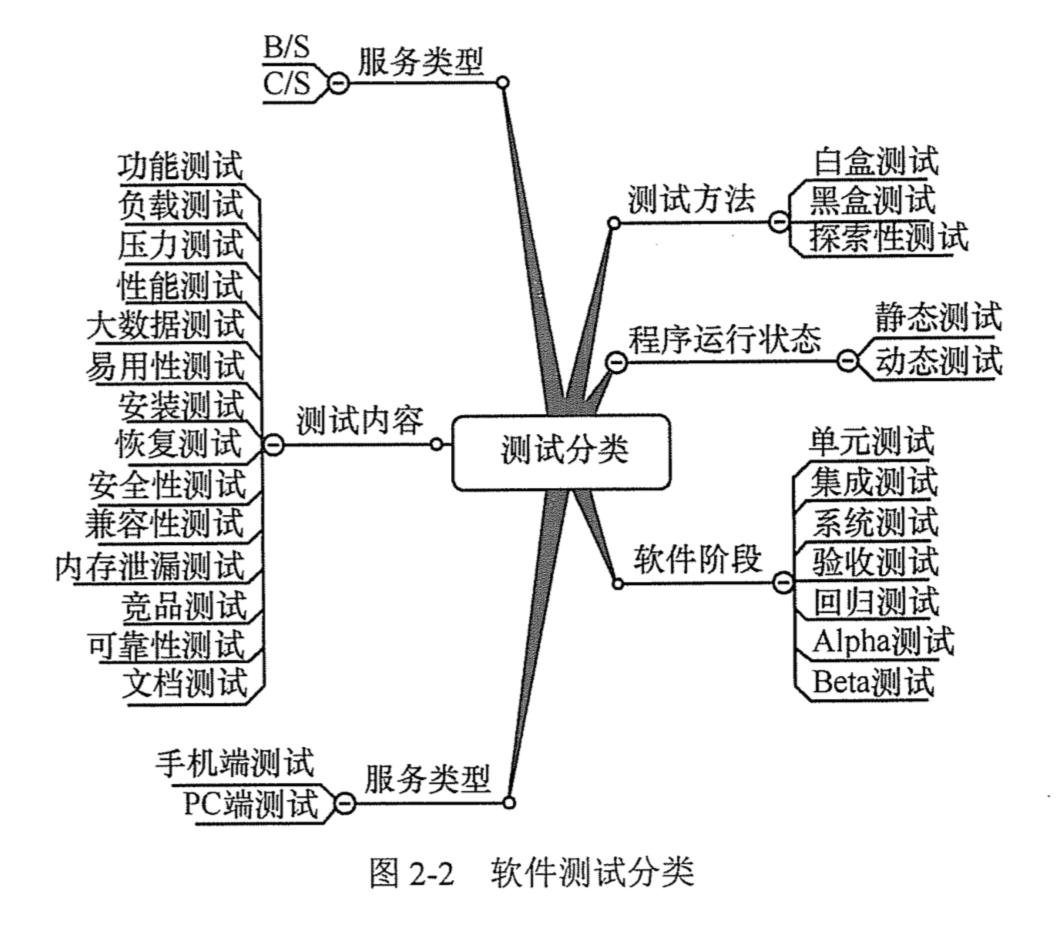 B/S
C/S
服务类型
功能测试
负载测试
压力测试
性能测试
大数据测试
易用性测试
安装测试
恢复测试
安全性测试
兼容性测试
内存泄漏测试
竞品测试
可靠性测试
文档测试
测试内容
手机端测试
PC端测试
服务类型
测试分类
测试方法
白盒测试
黑盒测试
探索性测试
程序运行状态
静态测试
动态测试
软件阶段
单元测试
集成测试
系统测试
验收测试
回归测试
Alpha测试
Beta测试
图 2-2 软件测试分类